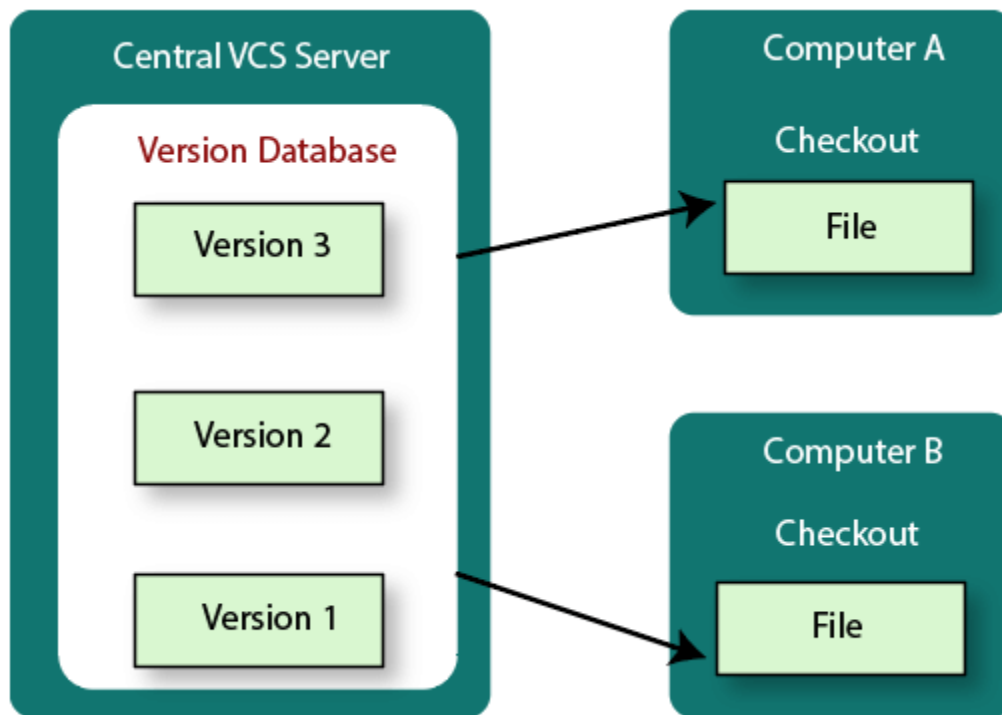 Central VCS Server
Version Database
Version 3
Version 2
Version 1
Computer A
Checkout
File
Computer B
Checkout
File